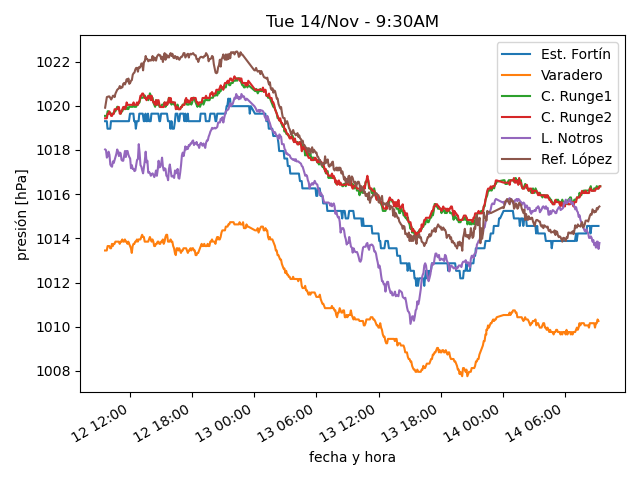 Tue 14/Nov - 9:30AM
presión [hPa]
1022
1020
1018
1016
1014
1012
1010
1008
Est. Fortín
Varadero
C. Runge1
C. Runge2
L. Notros
Ref. López
12 12:00
12 18:00
13 00:00
13 06:00
13 12:00
13 18:00
14 00:00
14 06:00
fecha y hora